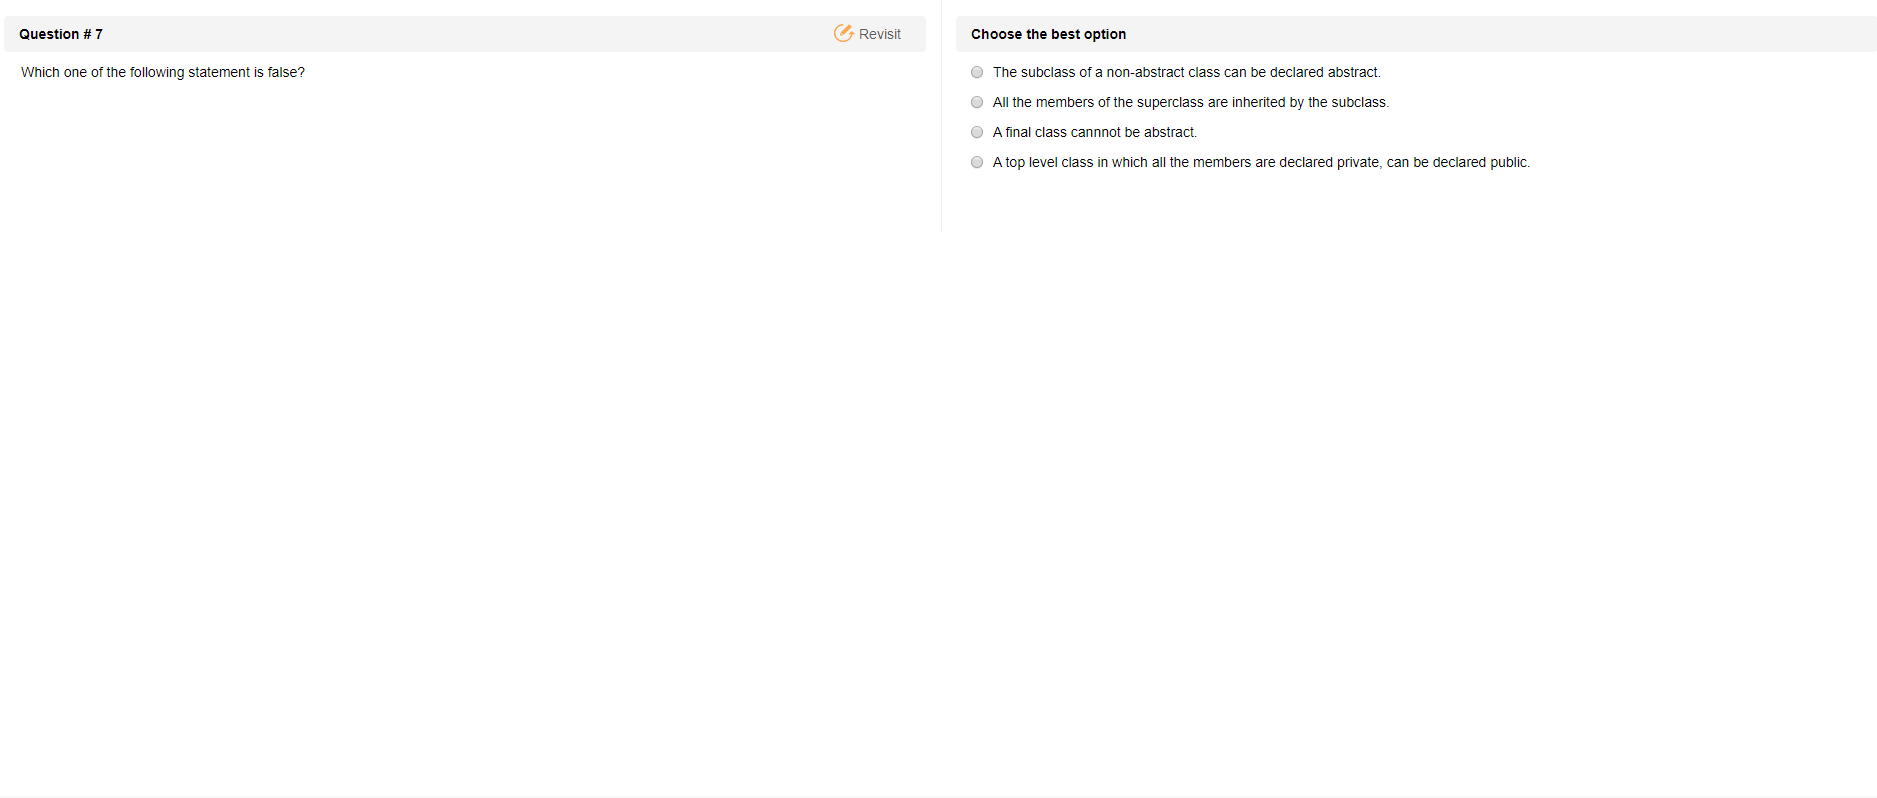 Question # 7
Revisit
Which one of the following statement is false?
Choose the best option
The subclass of a non-abstract class can be declared abstract.
All the members of the superclass are inherited by the subclass.
A final class cannnot be abstract.
A top level class in which all the members are declared private, can be declared public.